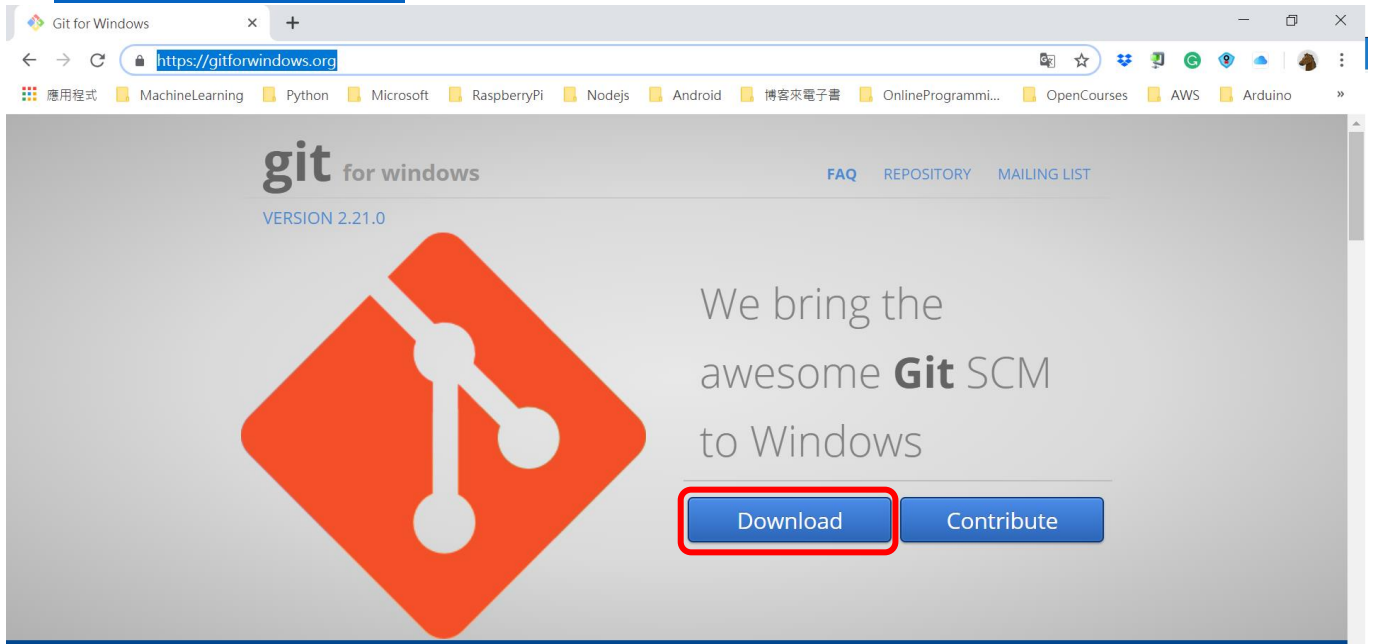 Git for Windows
https://gitforwindows.org
應用程式 MachineLearning Python Microsoft RaspberryPi Nodejs Android 博客來電子書 OnlineProgrammi... OpenCourses AWS Arduino »
git for windows
FAQ REPOSITORY MAILING LIST
VERSION 2.21.0
We bring the
awesome Git SCM
to Windows
Download Contribute